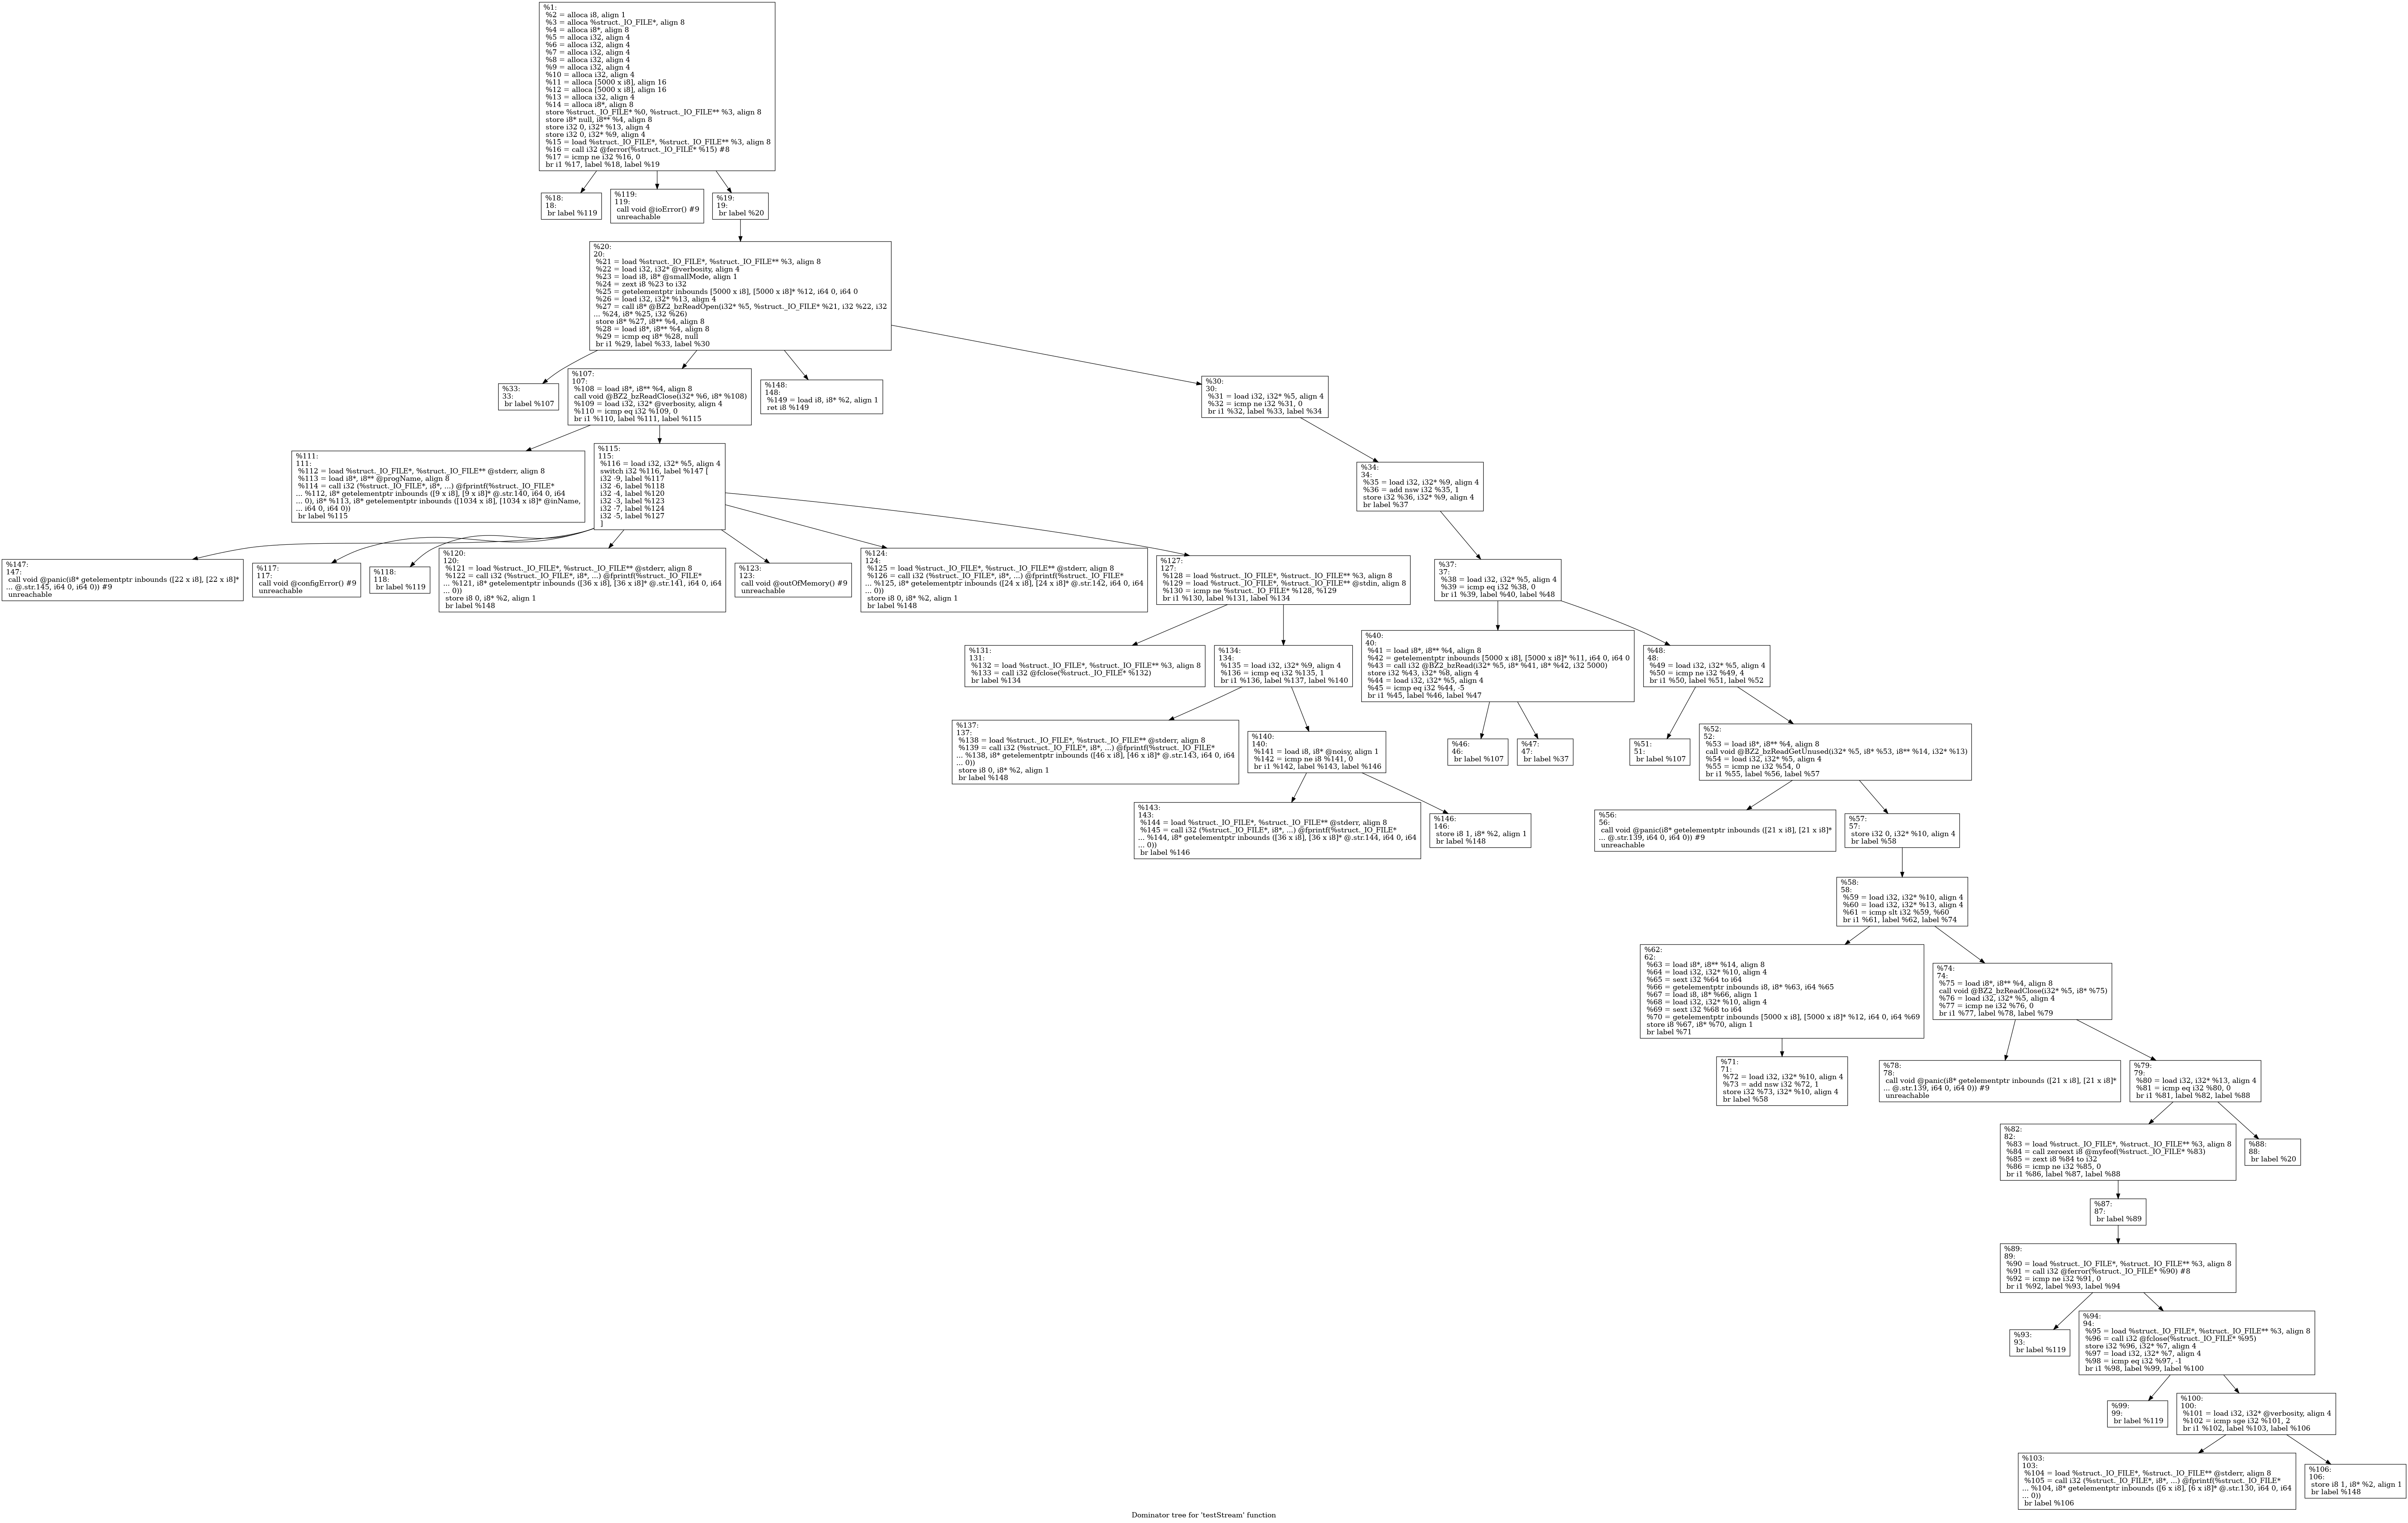 %1:
%2 = alloca i8, align 1
%3 = alloca %struct._IO_FILE*, align 8
%4 = alloca i8*, align 8
%5 = alloca i32, align 4
%6 = alloca i32, align 4
%7 = alloca i32, align 4
%8 = alloca i32, align 4
%9 = alloca i32, align 4
%10 = alloca i32, align 4
%11 = alloca [5000 x i8], align 16
%12 = alloca [5000 x i8], align 16
%13 = alloca i32, align 4
%14 = alloca i8*, align 8
store %struct._IO_FILE* %0, %struct._IO_FILE** %3, align 8
store i8* null, i8** %4, align 8
store i32 0, i32* %13, align 4
store i32 0, i32* %9, align 4
%15 = load %struct._IO_FILE*, %struct._IO_FILE** %3, align 8
%16 = call i32 @ferror(%struct._IO_FILE* %15) #8
%17 = icmp ne i32 %16, 0
br i1 %17, label %18, label %19
%18:
18:
br label %119
%119:
119:
call void @ioError() #9
unreachable
%19:
19:
br label %20
%20:
20:
%21 = load %struct._IO_FILE*, %struct._IO_FILE** %3, align 8
%22 = load i32, i32* @verbosity, align 4
%23 = load i8, i8* @smallMode, align 1
%24 = zext i8 %23 to i32
%25 = getelementptr inbounds [5000 x i8], [5000 x i8]* %12, i64 0, i64 0
%26 = load i32, i32* %13, align 4
%27 = call i8* @BZ2_bzReadOpen(i32* %5, %struct._IO_FILE* %21, i32 %22, i32
... %24, i8* %25, i32 %26)
store i8* %27, i8** %4, align 8
%28 = load i8*, i8** %4, align 8
%29 = icmp eq i8* %28, null
br i1 %29, label %33, label %30
%33:
33:
br label %107
%107:
107:
%108 = load i8*, i8** %4, align 8
call void @BZ2_bzReadClose(i32* %6, i8* %108)
%109 = load i32, i32* @verbosity, align 4
%110 = icmp eq i32 %109, 0
br i1 %110, label %111, label %115
%148:
148:
%149 = load i8, i8* %2, align 1
ret i8 %149
%30:
30:
%31 = load i32, i32* %5, align 4
%32 = icmp ne i32 %31, 0
br i1 %32, label %33, label %34
%111:
111:
%112 = load %struct._IO_FILE*, %struct._IO_FILE** @stderr, align 8
%113 = load i8*, i8** @progName, align 8
%114 = call i32 (%struct._IO_FILE*, i8*, ...) @fprintf(%struct._IO_FILE*
... %112, i8* getelementptr inbounds ([9 x i8], [9 x i8]* @.str.140, i64 0, i64
... 0), i8* %113, i8* getelementptr inbounds ([1034 x i8], [1034 x i8]* @inName,
... i64 0, i64 0))
br label %115
%115:
115:
%116 = load i32, i32* %5, align 4
switch i32 %116, label %147 [
i32 -9, label %117
i32 -6, label %118
i32 -4, label %120
i32 -3, label %123
i32 -7, label %124
i32 -5, label %127
]
%34:
34:
%35 = load i32, i32* %9, align 4
%36 = add nsw i32 %35, 1
store i32 %36, i32* %9, align 4
br label %37
%147:
147:
call void @panic(i8* getelementptr inbounds ([22 x i8], [22 x i8]*
... @.str.145, i64 0, i64 0)) #9
unreachable
%117:
117:
call void @configError() #9
unreachable
%118:
118:
br label %119
%120:
120:
%121 = load %struct._IO_FILE*, %struct._IO_FILE** @stderr, align 8
%122 = call i32 (%struct._IO_FILE*, i8*, ...) @fprintf(%struct._IO_FILE*
... %121, i8* getelementptr inbounds ([36 x i8], [36 x i8]* @.str.141, i64 0, i64
... 0))
store i8 0, i8* %2, align 1
br label %148
%123:
123:
call void @outOfMemory() #9
unreachable
%124:
124:
%125 = load %struct._IO_FILE*, %struct._IO_FILE** @stderr, align 8
%126 = call i32 (%struct._IO_FILE*, i8*, ...) @fprintf(%struct._IO_FILE*
... %125, i8* getelementptr inbounds ([24 x i8], [24 x i8]* @.str.142, i64 0, i64
... 0))
store i8 0, i8* %2, align 1
br label %148
%127:
127:
%128 = load %struct._IO_FILE*, %struct._IO_FILE** %3, align 8
%129 = load %struct._IO_FILE*, %struct._IO_FILE** @stdin, align 8
%130 = icmp ne %struct._IO_FILE* %128, %129
br i1 %130, label %131, label %134
%37:
37:
%38 = load i32, i32* %5, align 4
%39 = icmp eq i32 %38, 0
br i1 %39, label %40, label %48
%131:
131:
%132 = load %struct._IO_FILE*, %struct._IO_FILE** %3, align 8
%133 = call i32 @fclose(%struct._IO_FILE* %132)
br label %134
%134:
134:
%135 = load i32, i32* %9, align 4
%136 = icmp eq i32 %135, 1
br i1 %136, label %137, label %140
%40:
40:
%41 = load i8*, i8** %4, align 8
%42 = getelementptr inbounds [5000 x i8], [5000 x i8]* %11, i64 0, i64 0
%43 = call i32 @BZ2_bzRead(i32* %5, i8* %41, i8* %42, i32 5000)
store i32 %43, i32* %8, align 4
%44 = load i32, i32* %5, align 4
%45 = icmp eq i32 %44, -5
br i1 %45, label %46, label %47
%48:
48:
%49 = load i32, i32* %5, align 4
%50 = icmp ne i32 %49, 4
br i1 %50, label %51, label %52
%137:
137:
%138 = load %struct._IO_FILE*, %struct._IO_FILE** @stderr, align 8
%139 = call i32 (%struct._IO_FILE*, i8*, ...) @fprintf(%struct._IO_FILE*
... %138, i8* getelementptr inbounds ([46 x i8], [46 x i8]* @.str.143, i64 0, i64
... 0))
store i8 0, i8* %2, align 1
br label %148
%140:
140:
%141 = load i8, i8* @noisy, align 1
%142 = icmp ne i8 %141, 0
br i1 %142, label %143, label %146
%46:
46:
br label %107
%47:
47:
br label %37
%51:
51:
br label %107
%52:
52:
%53 = load i8*, i8** %4, align 8
call void @BZ2_bzReadGetUnused(i32* %5, i8* %53, i8** %14, i32* %13)
%54 = load i32, i32* %5, align 4
%55 = icmp ne i32 %54, 0
br i1 %55, label %56, label %57
%143:
143:
%144 = load %struct._IO_FILE*, %struct._IO_FILE** @stderr, align 8
%145 = call i32 (%struct._IO_FILE*, i8*, ...) @fprintf(%struct._IO_FILE*
... %144, i8* getelementptr inbounds ([36 x i8], [36 x i8]* @.str.144, i64 0, i64
... 0))
br label %146
%146:
146:
store i8 1, i8* %2, align 1
br label %148
%56:
56:
call void @panic(i8* getelementptr inbounds ([21 x i8], [21 x i8]*
... @.str.139, i64 0, i64 0)) #9
unreachable
%57:
57:
store i32 0, i32* %10, align 4
br label %58
%58:
58:
%59 = load i32, i32* %10, align 4
%60 = load i32, i32* %13, align 4
%61 = icmp slt i32 %59, %60
br i1 %61, label %62, label %74
%62:
62:
%63 = load i8*, i8** %14, align 8
%64 = load i32, i32* %10, align 4
%65 = sext i32 %64 to i64
%66 = getelementptr inbounds i8, i8* %63, i64 %65
%67 = load i8, i8* %66, align 1
%68 = load i32, i32* %10, align 4
%69 = sext i32 %68 to i64
%70 = getelementptr inbounds [5000 x i8], [5000 x i8]* %12, i64 0, i64 %69
store i8 %67, i8* %70, align 1
br label %71
%74:
74:
%75 = load i8*, i8** %4, align 8
call void @BZ2_bzReadClose(i32* %5, i8* %75)
%76 = load i32, i32* %5, align 4
%77 = icmp ne i32 %76, 0
br i1 %77, label %78, label %79
%71:
71:
%72 = load i32, i32* %10, align 4
%73 = add nsw i32 %72, 1
store i32 %73, i32* %10, align 4
br label %58
%78:
78:
call void @panic(i8* getelementptr inbounds ([21 x i8], [21 x i8]*
... @.str.139, i64 0, i64 0)) #9
unreachable
%79:
79:
%80 = load i32, i32* %13, align 4
%81 = icmp eq i32 %80, 0
br i1 %81, label %82, label %88
%82:
82:
%83 = load %struct._IO_FILE*, %struct._IO_FILE** %3, align 8
%84 = call zeroext i8 @myfeof(%struct._IO_FILE* %83)
%85 = zext i8 %84 to i32
%86 = icmp ne i32 %85, 0
br i1 %86, label %87, label %88
%88:
88:
br label %20
%87:
87:
br label %89
%89:
89:
%90 = load %struct._IO_FILE*, %struct._IO_FILE** %3, align 8
%91 = call i32 @ferror(%struct._IO_FILE* %90) #8
%92 = icmp ne i32 %91, 0
br i1 %92, label %93, label %94
%93:
93:
br label %119
%94:
94:
%95 = load %struct._IO_FILE*, %struct._IO_FILE** %3, align 8
%96 = call i32 @fclose(%struct._IO_FILE* %95)
store i32 %96, i32* %7, align 4
%97 = load i32, i32* %7, align 4
%98 = icmp eq i32 %97, -1
br i1 %98, label %99, label %100
%99:
99:
br label %119
%100:
100:
%101 = load i32, i32* @verbosity, align 4
%102 = icmp sge i32 %101, 2
br i1 %102, label %103, label %106
%103:
103:
%104 = load %struct._IO_FILE*, %struct._IO_FILE** @stderr, align 8
%105 = call i32 (%struct._IO_FILE*, i8*, ...) @fprintf(%struct._IO_FILE*
... %104, i8* getelementptr inbounds ([6 x i8], [6 x i8]* @.str.130, i64 0, i64
... 0))
br label %106
%106:
106:
store i8 1, i8* %2, align 1
br label %148
Dominator tree for 'testStream' function